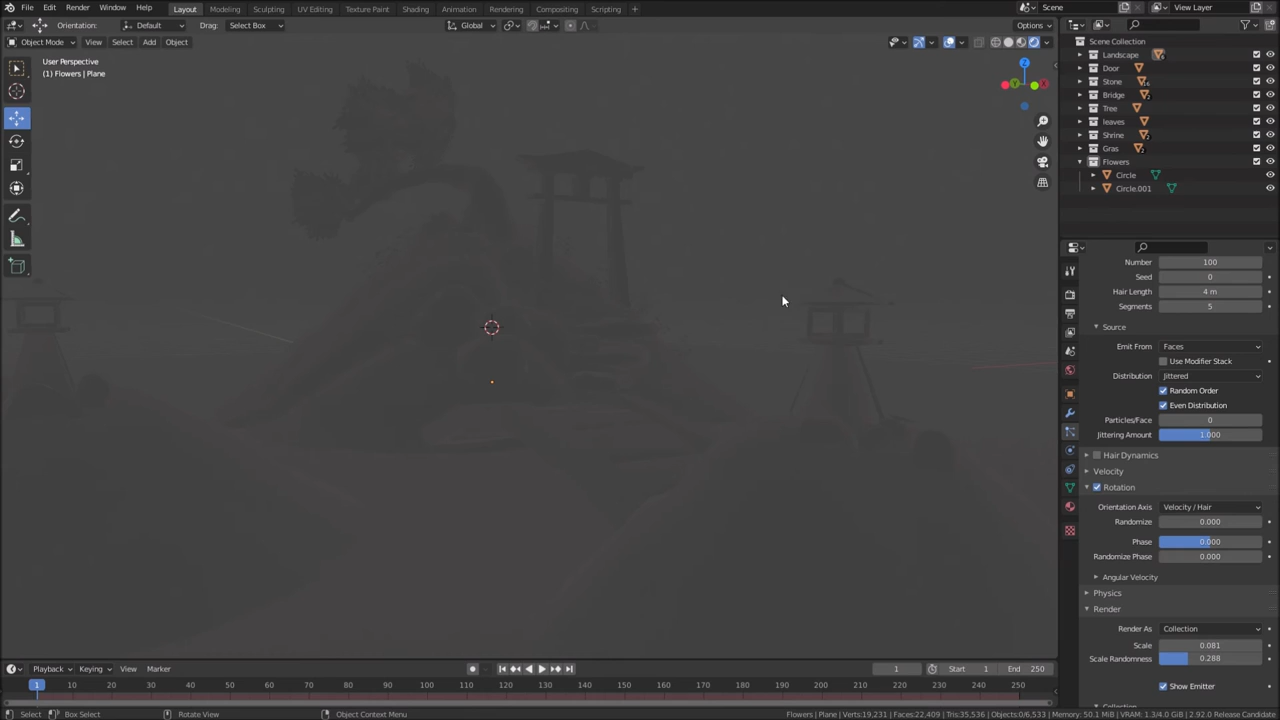 File Edit Render Window Help Layout Modeling Sculpting UV Editing Texture Paint Shading Animation Rendering Compositing Scripting + Scene View Layer
Orientation: Default Drag: Select Box Global Options
Object Mode View Select Add Object
User Perspective
(1) Flowers | Plane
Z
Y
X
Scene Collection
Landscape
Door
Stone
Bridge
Tree
leaves
Shrine
Gras
Flowers
Circle
Circle.001
Number 100
Seed 0
Hair Length 4 m
Segments 5
Source
Emit From Faces
Use Modifier Stack
Distribution Jittered
Random Order
Even Distribution
Particles/Face 0
Jittering Amount 1.000
Hair Dynamics
Velocity
Rotation
Orientation Axis Velocity / Hair
Randomize 0.000
Phase 0.000
Randomize Phase 0.000
Angular Velocity
Physics
Render
Render As Collection
Scale 0.081
Scale Randomness 0.288
Show Emitter
Playback Keying View Marker 1 Start 1 End 250
1 10 20 30 40 50 60 70 80 90 100 110 120 130 140 150 160 170 180 190 200 210 220 230 240 250
Select Box Select Rotate View Object Context Menu Flowers | Plane | Verts:19,231 | Faces:22,409 | Tris:35,536 | Objects:0/6,533 | Memory: 50.1 MiB | VRAM: 1.3/4.0 GiB | 2.92.0 Release Candidate